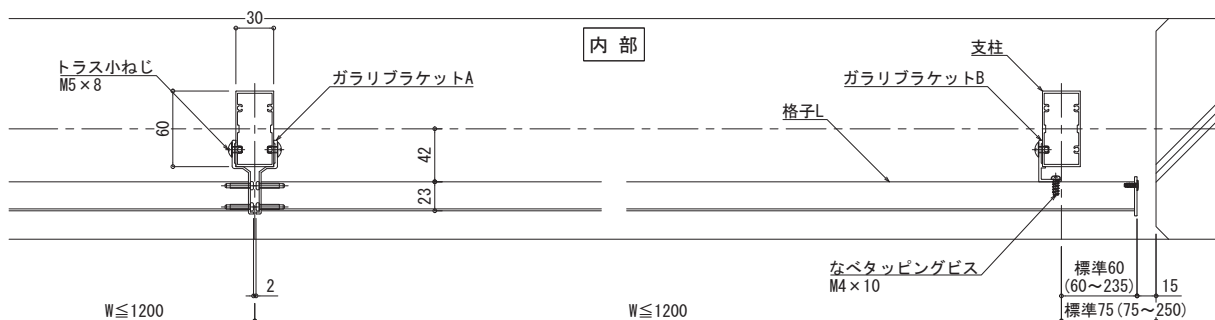 30
内 部
支柱
トラス小ねじ
M5×8
ガラリブラケットA
ガラリブラケットB
格子L
60
42
23
なべタッピングビス
M4×10
標準60
(60～235)
15
2
W≦1200
W≦1200
標準75(75～250)